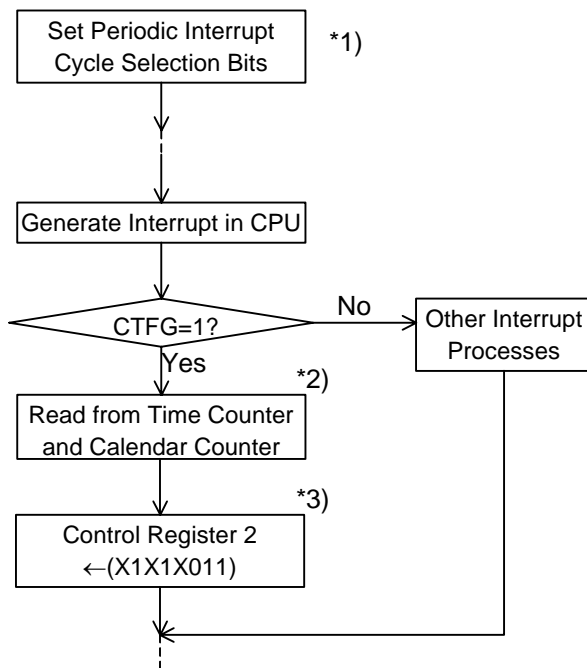 Set Periodic Interrupt
Cycle Selection Bits
*1)
Generate Interrupt in CPU
CTFG=1?
No
Other Interrupt
Processes
Yes
*2)
Read from Time Counter
and Calendar Counter
*3)
Control Register 2
←(X1X1X011)